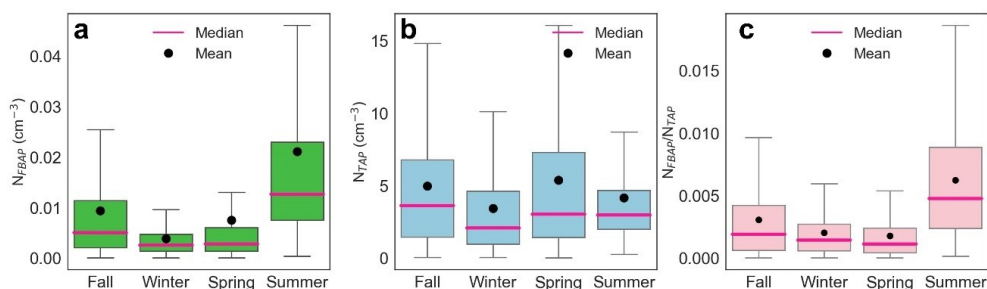 a
Median
Mean
N_FBAP (cm⁻³)
0.04
0.03
0.02
0.01
0.00
Fall Winter Spring Summer
b
Median
Mean
N_TAP (cm⁻³)
15
10
5
0
Fall Winter Spring Summer
c
Median
Mean
N_FBAP/N_TAP
0.015
0.010
0.005
0.000
Fall Winter Spring Summer